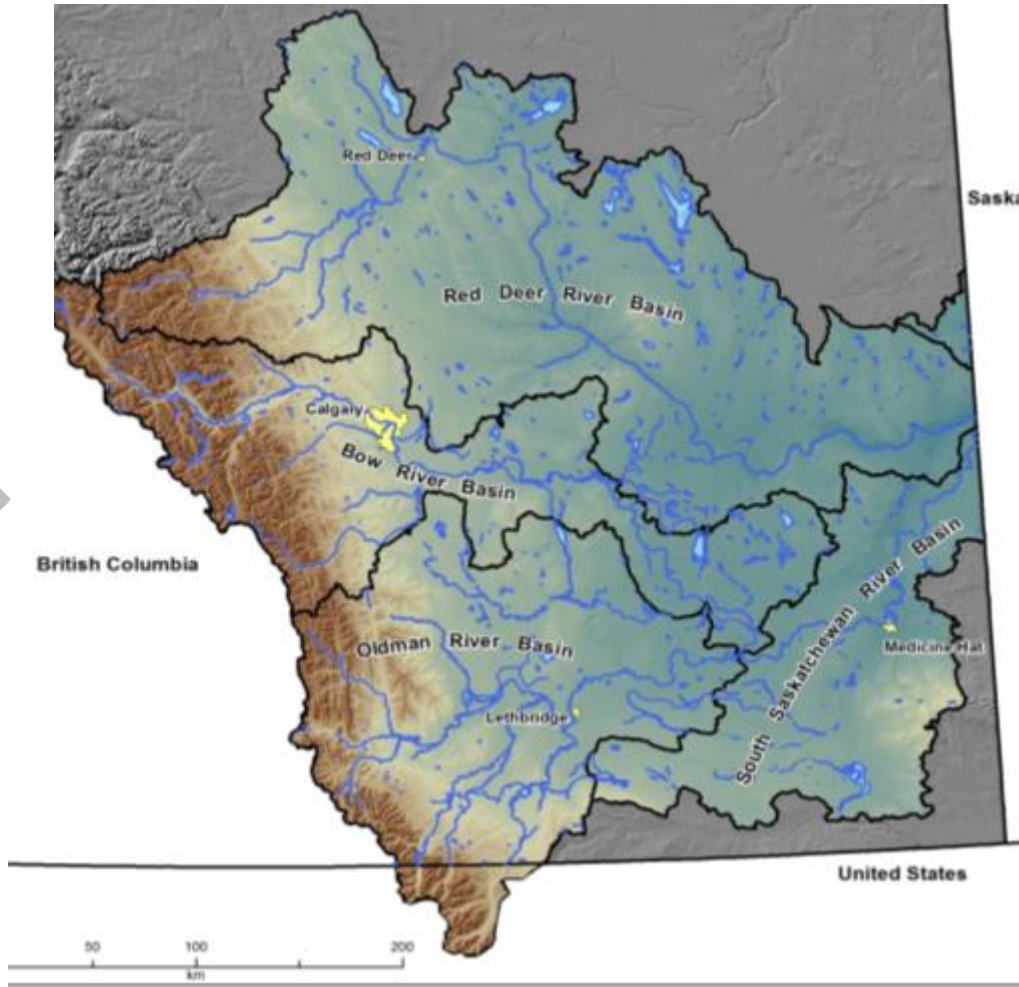 Red Deer
Saska
Red Deer River Basin
Calgary
Bow River Basin
British Columbia
South Saskatchewan River Basin
Oldman River Basin
Medicine Hat
Lethbridge
United States
50 100 200
km